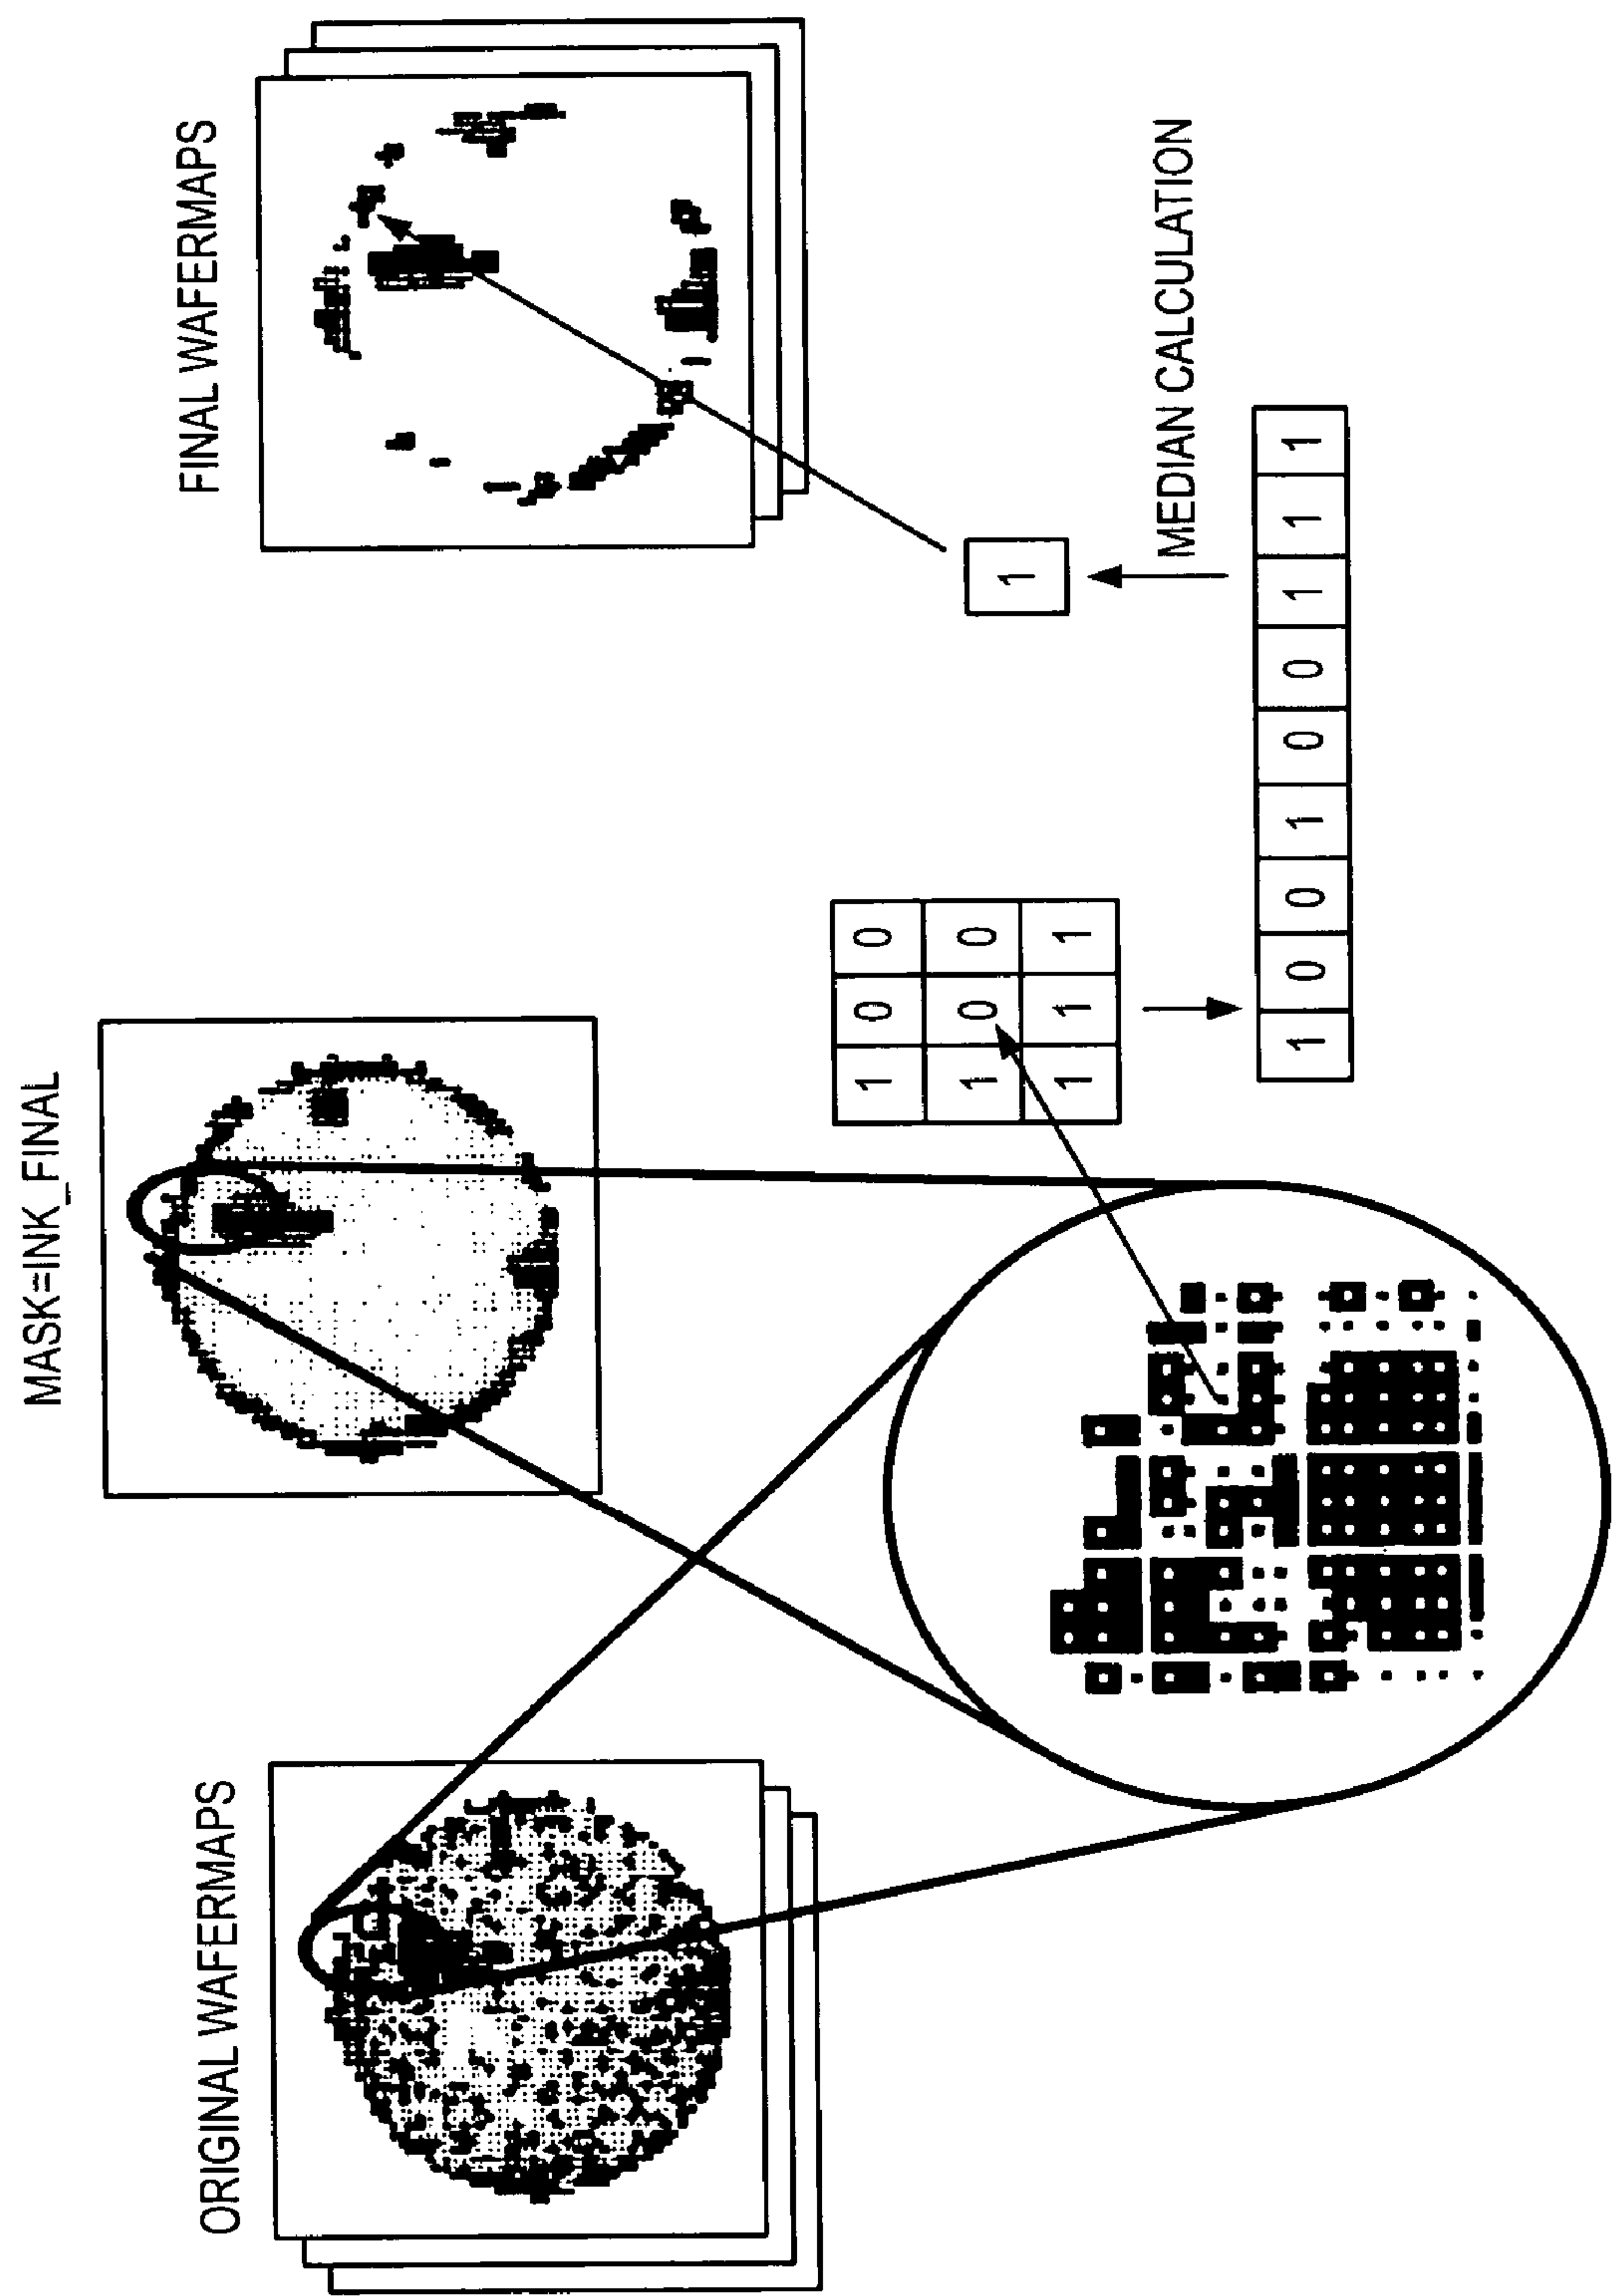 ORIGINAL WAFERMAPS
MASK=INK_FINAL
FINAL WAFERMAPS
1 0 0
1 0 0
1 1 1
1
MEDIAN CALCULATION
1 0 0 1 0 0 1 1 1